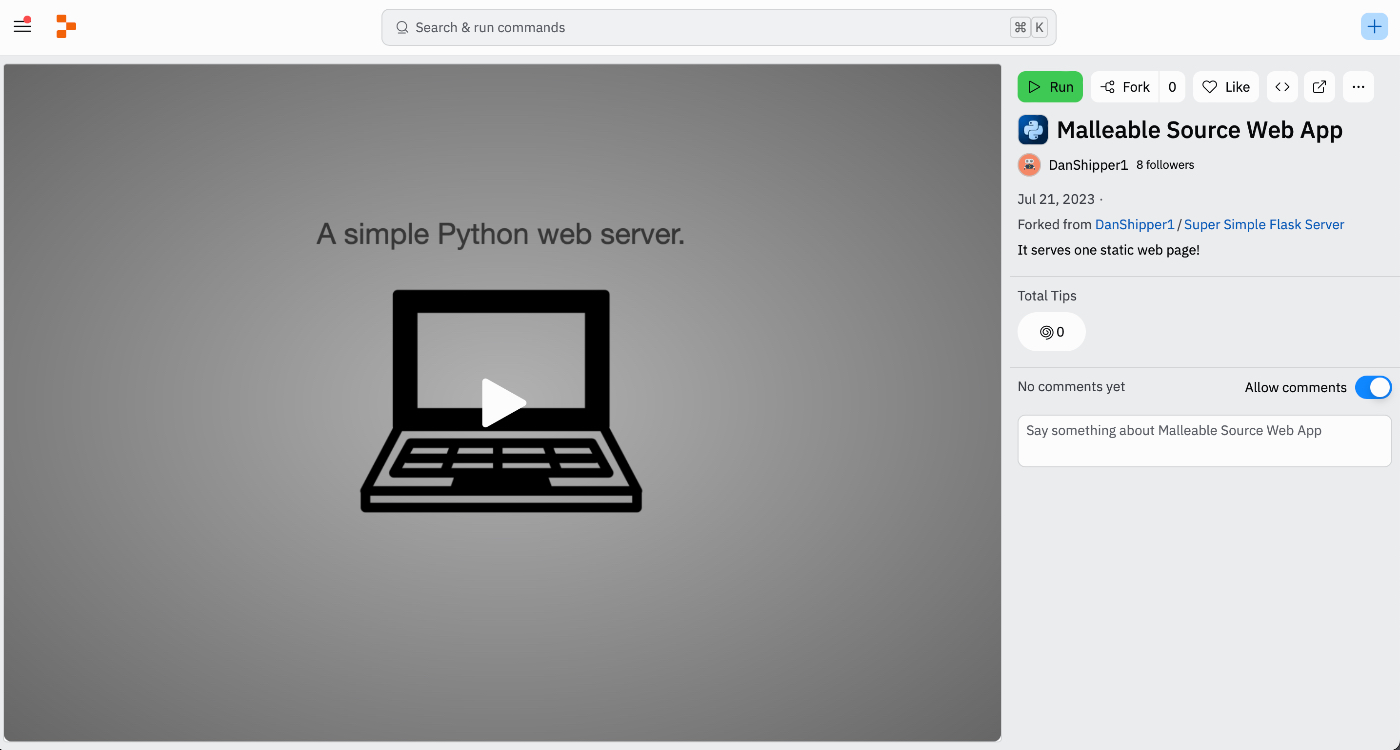 Search & run commands
⌘ K
A simple Python web server.
Run
Fork
0
Like
Malleable Source Web App
DanShipper1 8 followers
Jul 21, 2023 ·
Forked from DanShipper1 / Super Simple Flask Server
It serves one static web page!
Total Tips
0
No comments yet
Allow comments
Say something about Malleable Source Web App